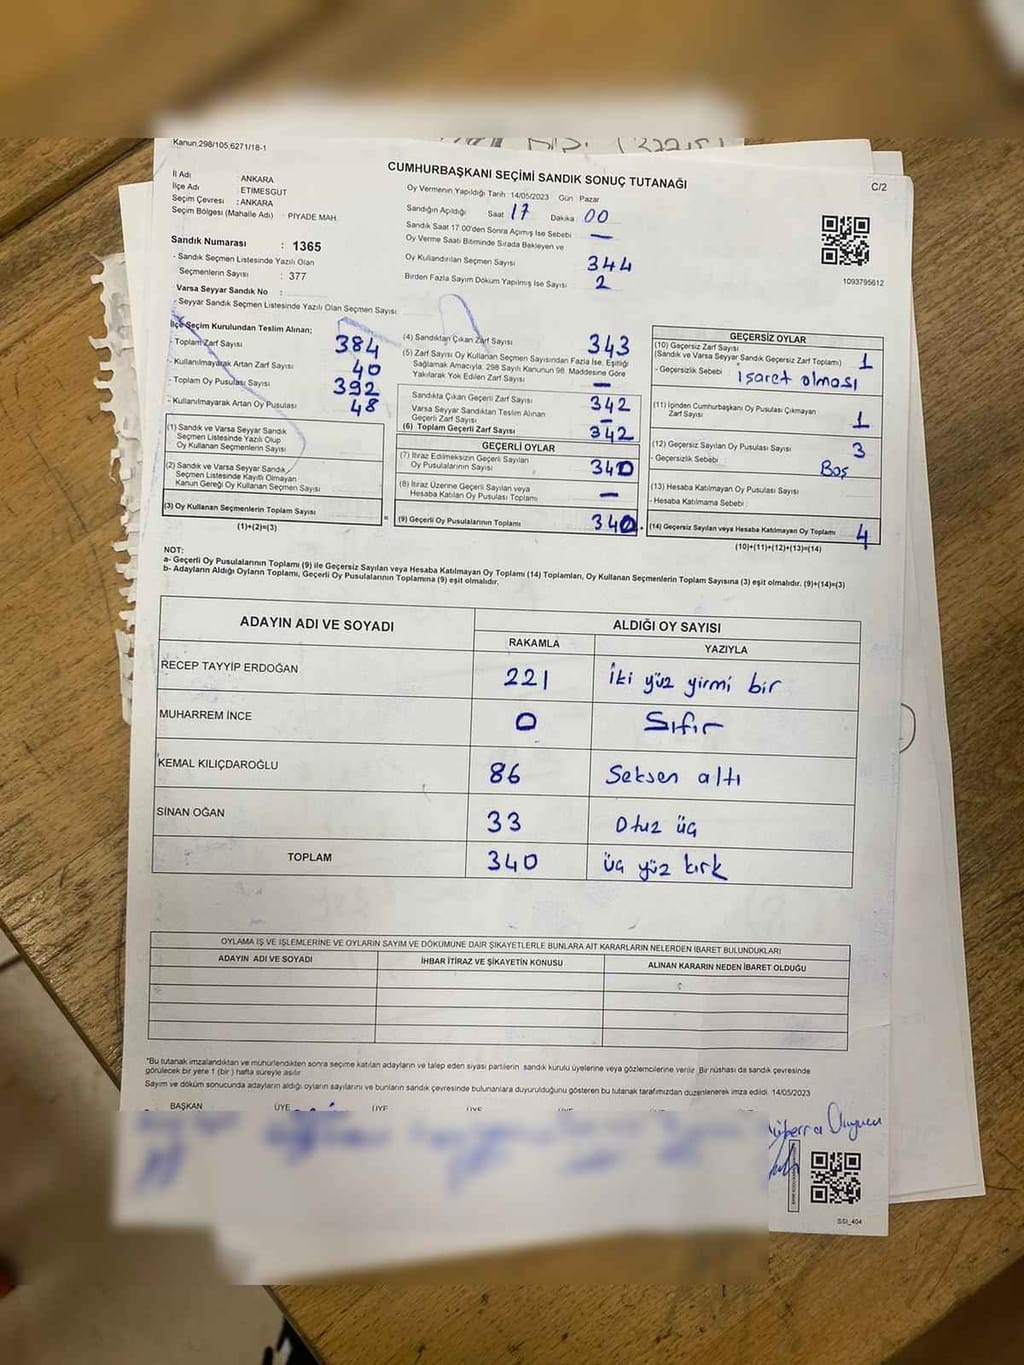 Kanun;298/105,6271/18-1
CUMHURBAŞKANI SEÇİMİ SANDIK SONUÇ TUTANAĞI
C/2
İl Adı ANKARA
İlçe Adı ETİMESGUT
Seçim Çevresi : ANKARA
Seçim Bölgesi (Mahalle Adı) PİYADE MAH
Oy Vermenin Yapıldığı Tarih : 14/05/2023 Gün : Pazar
Sandığın Açıldığı Saat 17 Dakika 00
Sandık Saat 17.00'den Sonra Açmış İse Sebebi —
Oy Verme Saati Bitiminde Sırada Bekleyen ve
Oy Kullandırılan Seçmen Sayısı 344
Birden Fazla Sayım Döküm Yapılmış İse Sayısı 2
Sandık Numarası : 1365
- Sandık Seçmen Listesinde Yazılı Olan
Seçmenlerin Sayısı : 377
Varsa Seyyar Sandık No :
- Seyyar Sandık Seçmen Listesinde Yazılı Olan Seçmen Sayısı :
1093795612
İlçe Seçim Kurulundan Teslim Alınan;
- Toplam Zarf Sayısı 384
- Kullanılmayarak Artan Zarf Sayısı 40
- Toplam Oy Pusulası Sayısı 392
- Kullanılmayarak Artan Oy Pusulası 48
(1) Sandık ve Varsa Seyyar Sandık
Seçmen Listesinde Yazılı Olup
Oy Kullanan Seçmenlerin Sayısı
(2) Sandık ve Varsa Seyyar Sandık
Seçmen Listesinde Kayıtlı Olmayan
Kanun Gereği Oy Kullanan Seçmen Sayısı
(3) Oy Kullanan Seçmenlerin Toplam Sayısı
(1)+(2)=(3)
(4) Sandıktan Çıkan Zarf Sayısı 343
(5) Zarf Sayısı Oy Kullanan Seçmen Sayısından Fazla İse, Eşitliği
Sağlamak Amacıyla, 298 Sayılı Kanunun 98. Maddesine Göre
Yakılarak Yok Edilen Zarf Sayısı —
Sandıkta Çıkan Geçerli Zarf Sayısı 342
Varsa Seyyar Sandıktan Teslim Alınan
Geçerli Zarf Sayısı —
(6) Toplam Geçerli Zarf Sayısı 342
GEÇERLİ OYLAR
(7) İtiraz Edilmeksizin Geçerli Sayılan
Oy Pusulalarının Sayısı 340
(8) İtiraz Üzerine Geçerli Sayılan veya
Hesaba Katılan Oy Pusulası Toplamı —
= (9) Geçerli Oy Pusulalarının Toplamı 340 +
GEÇERSİZ OYLAR
(10) Geçersiz Zarf Sayısı
(Sandık ve Varsa Seyyar Sandık Geçersiz Zarf Toplamı) 1
- Geçersizlik Sebebi işaret olması
(11) İçinden Cumhurbaşkanı Oy Pusulası Çıkmayan
Zarf Sayısı 1
(12) Geçersiz Sayılan Oy Pusulası Sayısı 3
- Geçersizlik Sebebi Boş
(13) Hesaba Katılmayan Oy Pusulası Sayısı
- Hesaba Katılmama Sebebi :
(14) Geçersiz Sayılan veya Hesaba Katılmayan Oy Toplamı 4
(10)+(11)+(12)+(13)=(14)
NOT:
a- Geçerli Oy Pusulalarının Toplamı (9) ile Geçersiz Sayılan veya Hesaba Katılmayan Oy Toplamı (14) Toplamları, Oy Kullanan Seçmenlerin Toplam Sayısına (3) eşit olmalıdır. (9)+(14)=(3)
b- Adayların Aldığı Oyların Toplamı, Geçerli Oy Pusulalarının Toplamına (9) eşit olmalıdır.
ADAYIN ADI VE SOYADI ALDIĞI OY SAYISI
RAKAMLA YAZIYLA
RECEP TAYYİP ERDOĞAN 221 iki yüz yirmi bir
MUHARREM İNCE 0 Sıfır
KEMAL KILIÇDAROĞLU 86 Seksen altı
SİNAN OĞAN 33 Otuz üç
TOPLAM 340 üç yüz kırk
OYLAMA İŞ VE İŞLEMLERİNE VE OYLARIN SAYIM VE DÖKÜMÜNE DAİR ŞİKAYETLERLE BUNLARA AİT KARARLARIN NELERDEN İBARET BULUNDUKLARI
ADAYIN ADI VE SOYADI İHBAR İTİRAZ VE ŞİKAYETİN KONUSU ALINAN KARARIN NEDEN İBARET OLDUĞU
*Bu tutanak imzalandıktan ve mühürlendikten sonra seçime katılan adayların ve talep eden siyasi partilerin sandık kurulu üyelerine veya gözlemcilerine verilir. Bir nüshası da sandık çevresinde
görülecek bir yere 1 (bir) hafta süreyle asılır.
Sayım ve döküm sonucunda adayların aldığı oyların sayılarını ve bunların sandık çevresinde bulunanlara duyurulduğunu gösteren bu tutanak tarafımızdan düzenlenerek imza edildi. 14/05/2023
BAŞKAN ÜYE ÜYE ÜYE ÜYE
SSİ_404